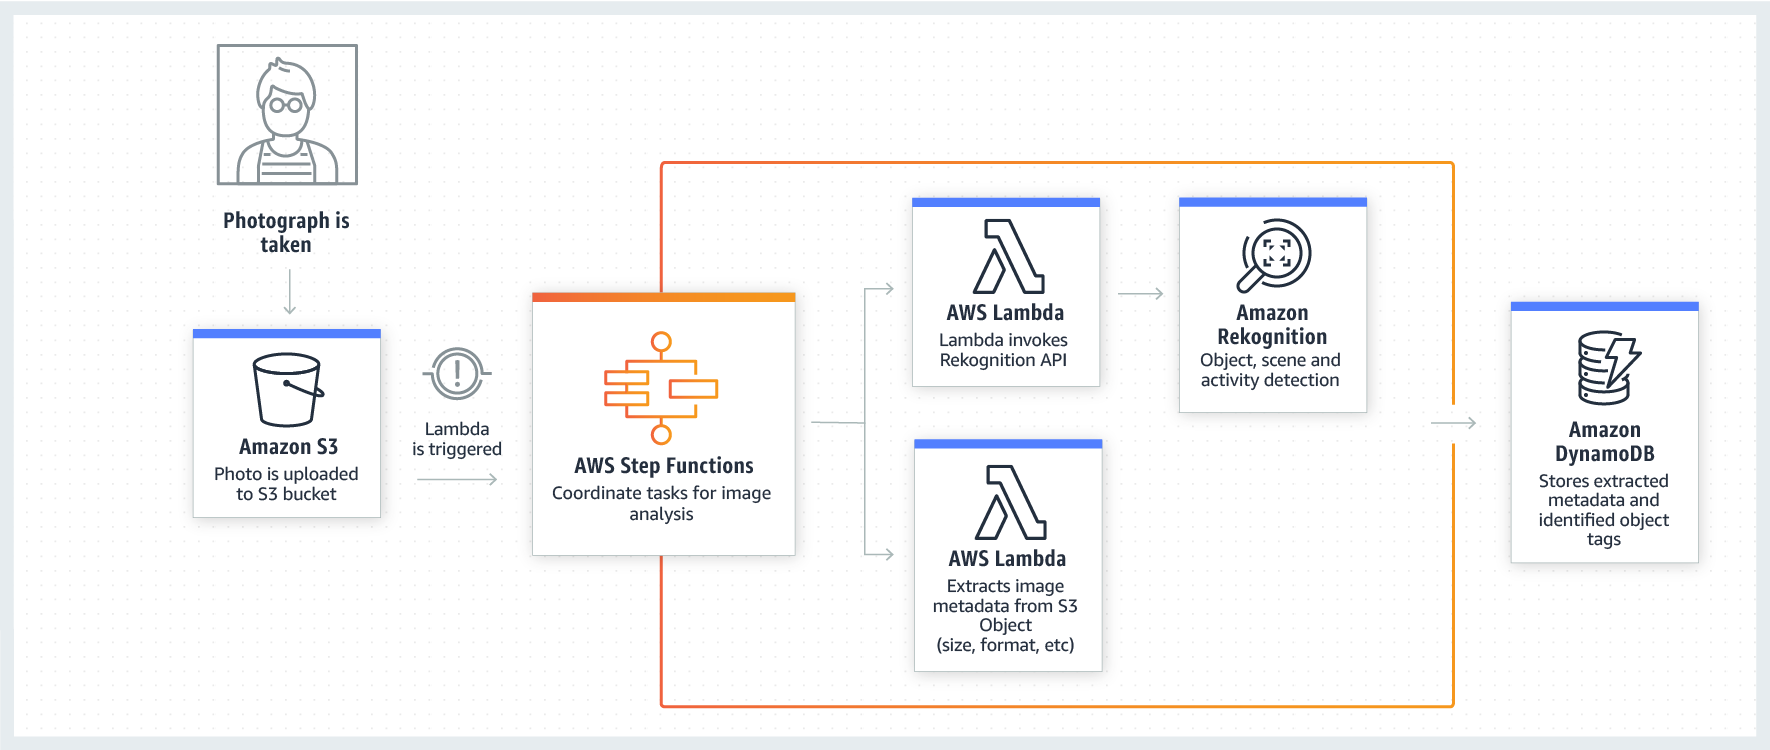 Photograph is
taken
Amazon S3
Photo is uploaded
to S3 bucket
Lambda
is triggered
AWS Step Functions
Coordinate tasks for image
analysis
AWS Lambda
Lambda invokes
Rekognition API
Amazon
Rekognition
Object, scene and
activity detection
AWS Lambda
Extracts image
metadata from S3
Object
(size, format, etc)
Amazon
DynamoDB
Stores extracted
metadata and
identified object
tags